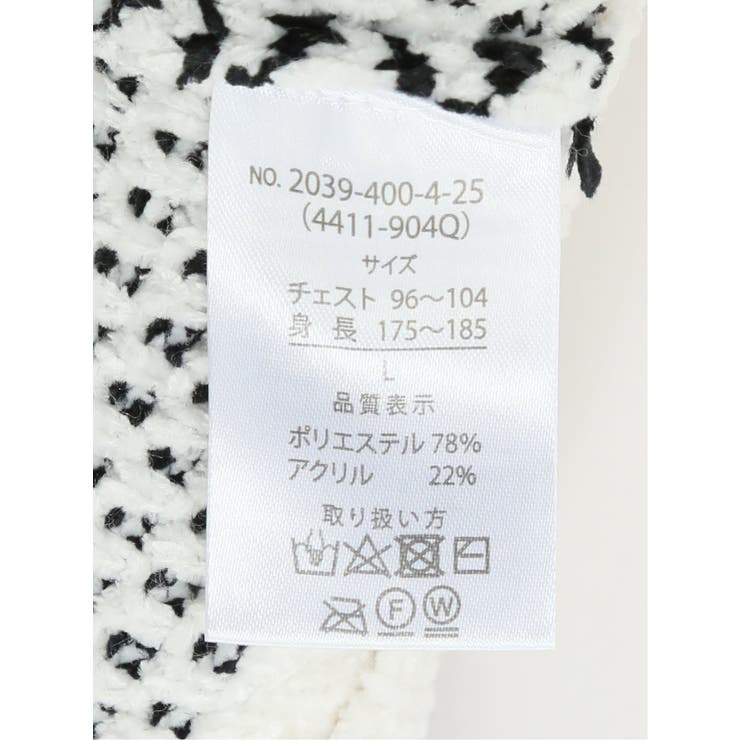 NO. 2039-400-4-25
(4411-904Q)
サイズ
チェスト 96～104
身長 175～185
L
品質表示
ポリエステル 78%
アクリル 22%
取り扱い方
F W